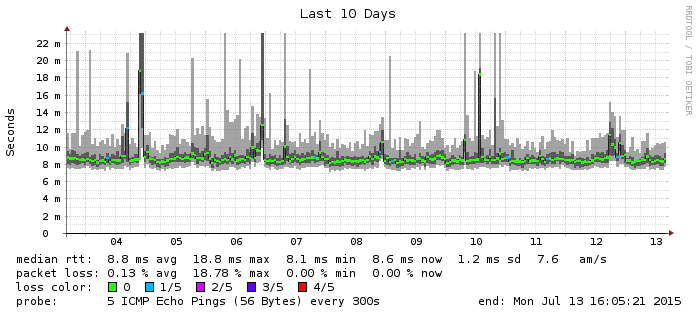 Last 10 Days
RRDTOOL / TOBI OETIKER
Seconds
22 m
20 m
18 m
16 m
14 m
12 m
10 m
8 m
6 m
4 m
2 m
0
04 05 06 07 08 09 10 11 12 13
median rtt: 8.8 ms avg 18.8 ms max 8.1 ms min 8.6 ms now 1.2 ms sd 7.6 am/s
packet loss: 0.13 % avg 18.78 % max 0.00 % min 0.00 % now
loss color: 0 1/5 2/5 3/5 4/5
probe: 5 ICMP Echo Pings (56 Bytes) every 300s end: Mon Jul 13 16:05:21 2015